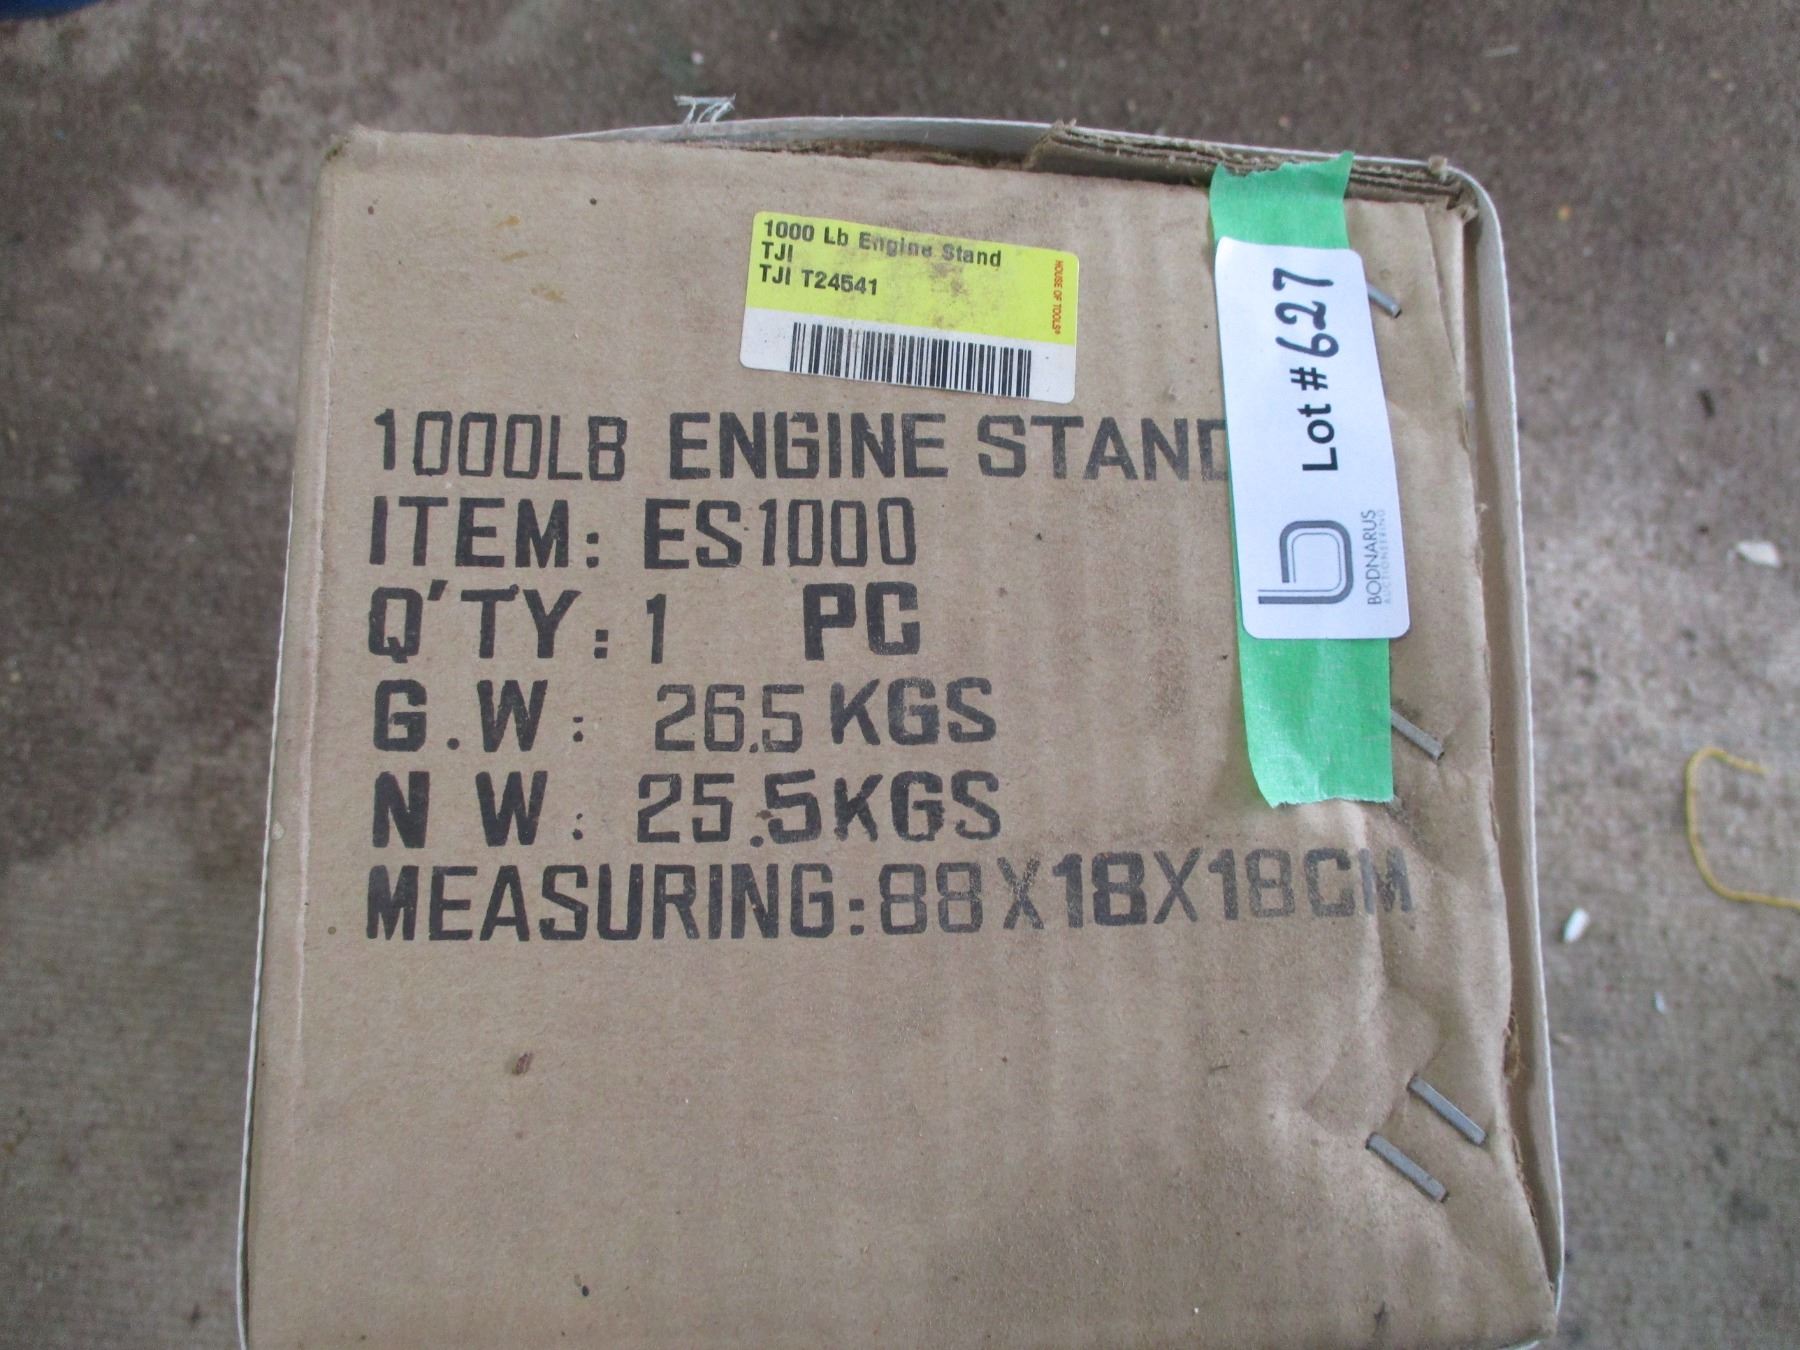 1000 Lb Engine Stand
TJI
TJI T24541
HOUSE OF TOOLS®
Lot # 627
BODNARUS
AUCTIONEERING
1000LB ENGINE STAND
ITEM: ES1000
Q'TY: 1 PC
G.W: 26.5 KGS
N W: 25.5KGS
MEASURING:88X18X18CM